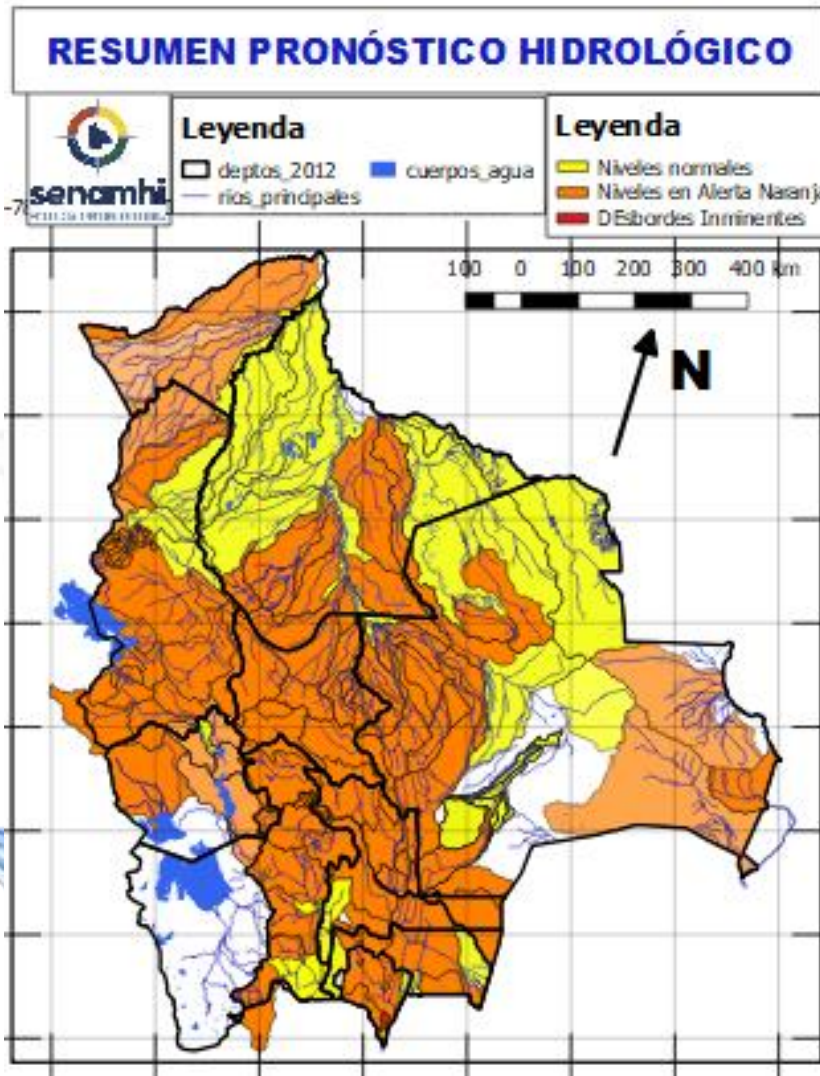 RESUMEN PRONÓSTICO HIDROLÓGICO
senamhi
Leyenda
deptos_2012
cuerpos_agua
rios_principales
Leyenda
Niveles normales
Niveles en Alerta Naranja
DEsbordes Inminentes
100 0 100 200 300 400 km
N